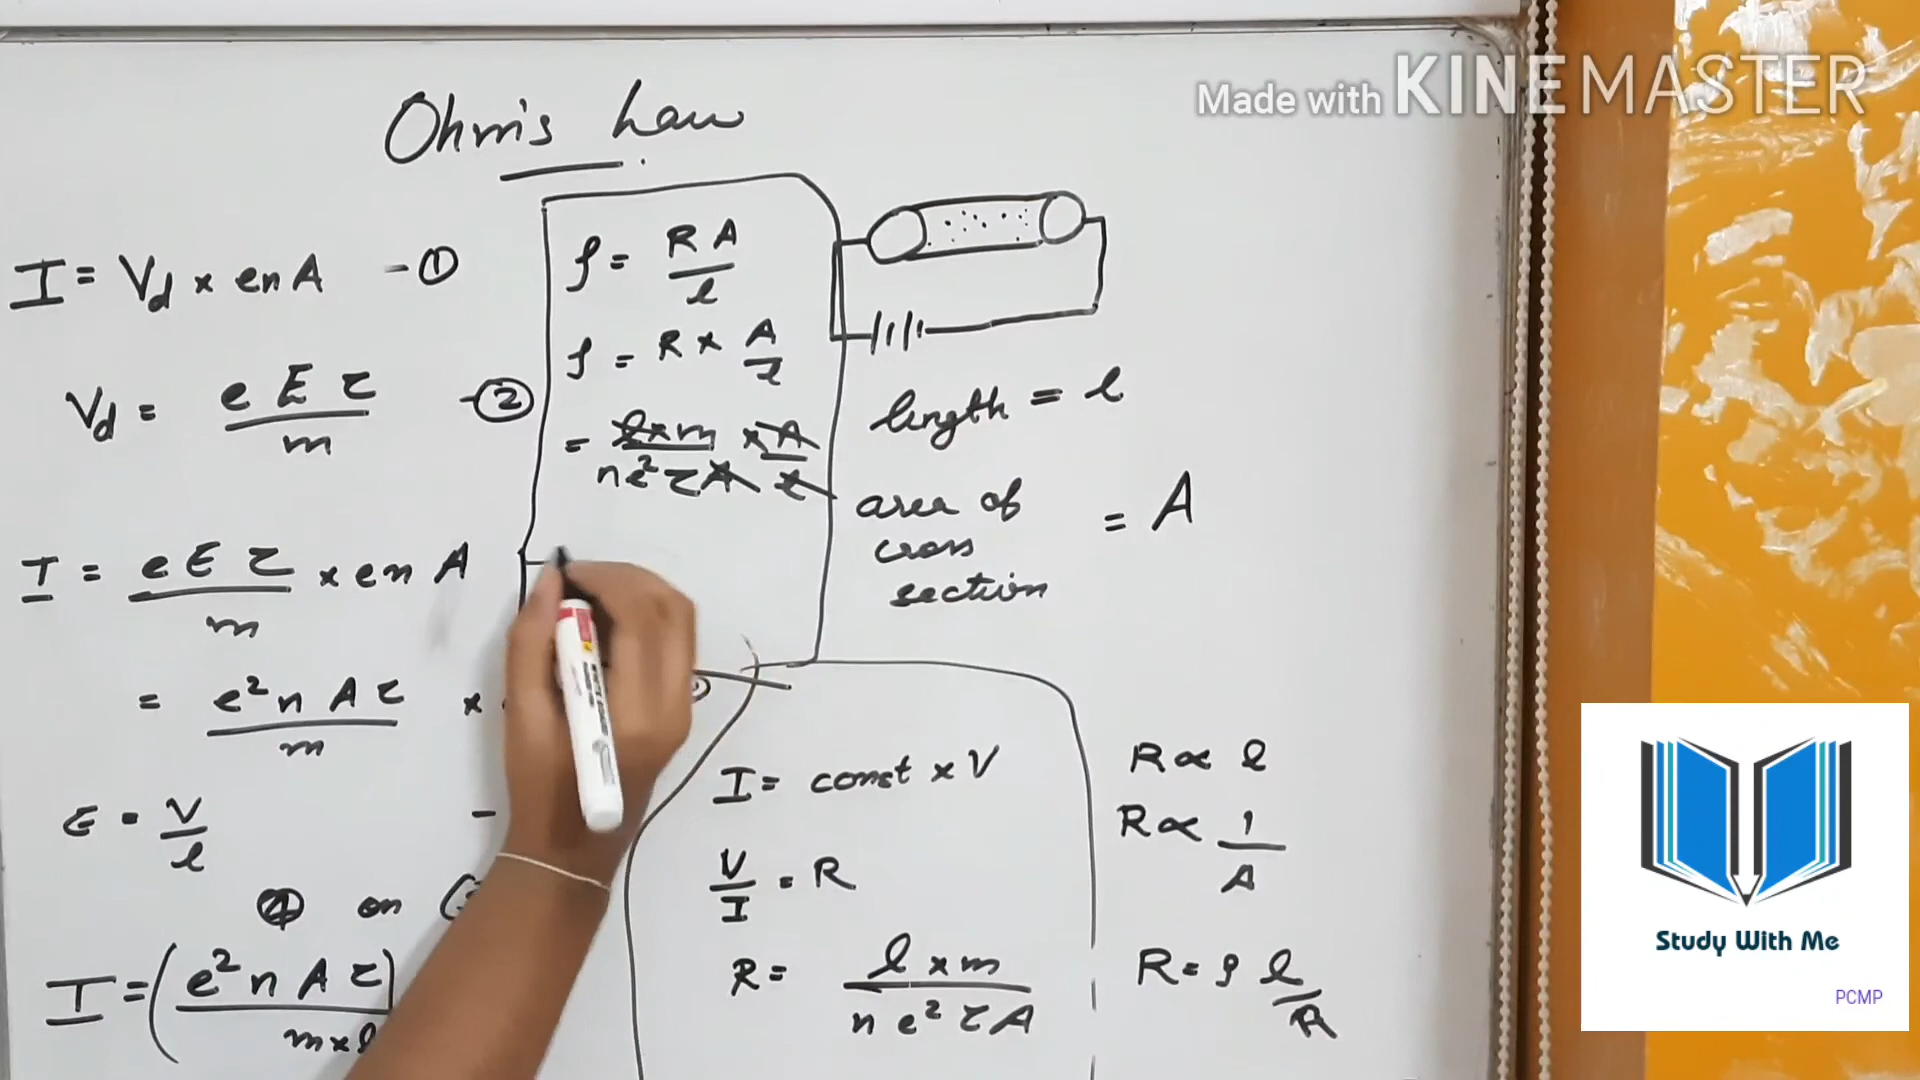 Made with KINEMASTER
Ohm's Law
I = Vd × enA - ①
Vd = eEτ/m - ②
I = eEτ/m × enA
= e²nAτ/m ×
E = V/l -
④ on
I = (e²nAτ/m×l)
ρ = RA/l
ρ = R × A/l
= l×m/ne²τA × A/l
length = l
area of cross section = A
I = const × V
V/I = R
R = l×m/ne²τA
R ∝ l
R ∝ 1/A
R = ρ l/R
Study With Me
PCMP